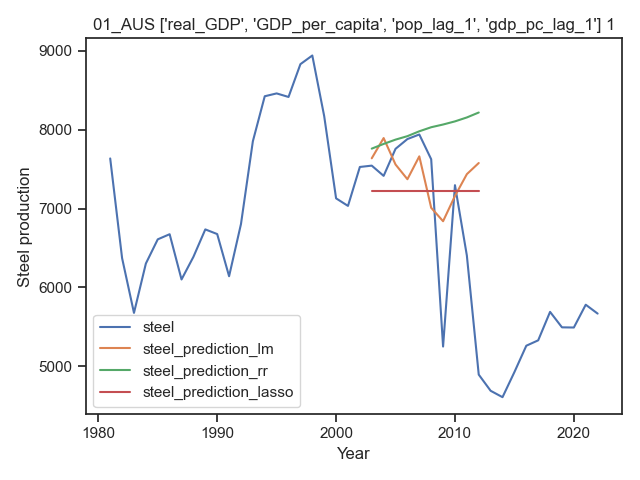 01_AUS ['real_GDP', 'GDP_per_capita', 'pop_lag_1', 'gdp_pc_lag_1'] 1
9000
8000
7000
6000
5000
Steel production
steel
steel_prediction_lm
steel_prediction_rr
steel_prediction_lasso
1980 1990 2000 2010 2020
Year